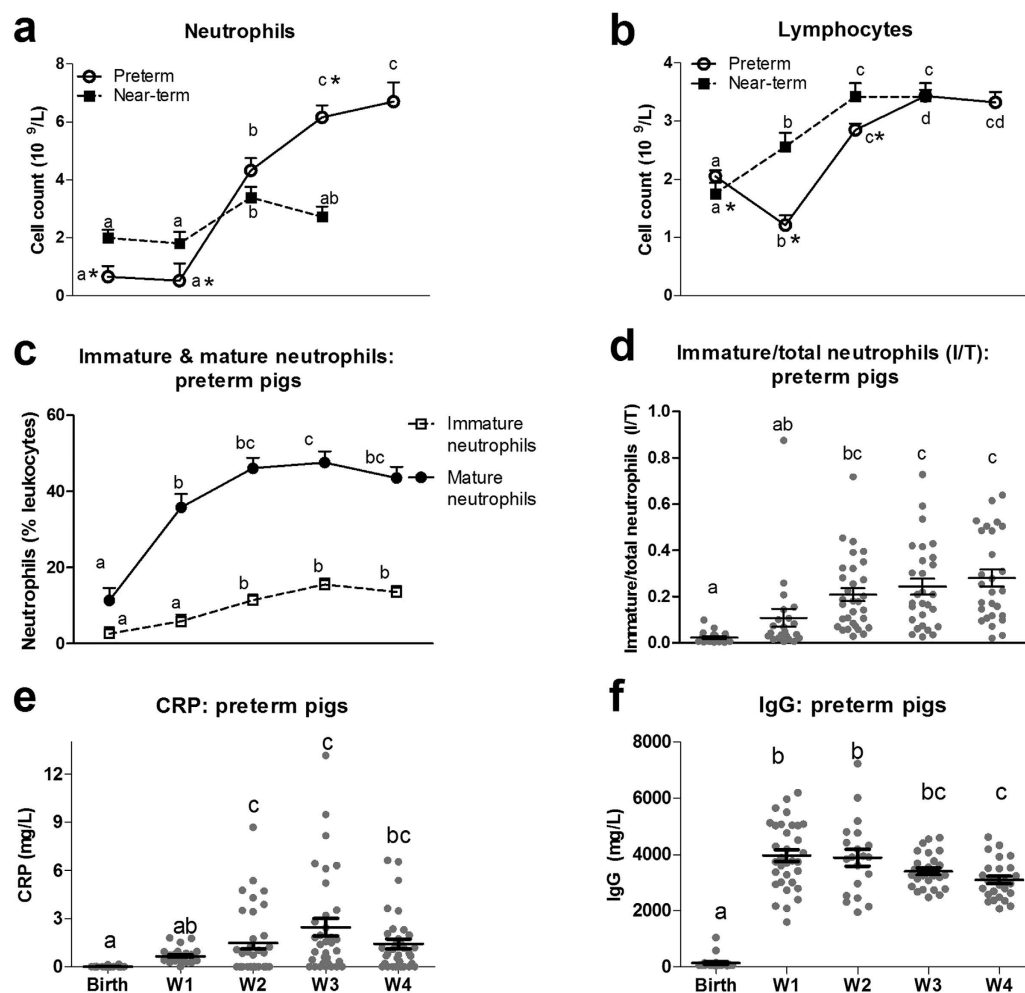 a
Neutrophils
Preterm
Near-term
Cell count (10 9/L)
8
6
4
2
0
a a b ab
a* a* b c* c
b
Lymphocytes
Preterm
Near-term
Cell count (10 9/L)
4
3
2
1
0
a b c c
a* b* c* d cd
c
Immature & mature neutrophils:
preterm pigs
Neutrophils (% leukocytes)
60
40
20
0
Immature
neutrophils
Mature
neutrophils
a b bc c bc
a a b b b
d
Immature/total neutrophils (I/T):
preterm pigs
Immature/total neutrophils (I/T)
1.0
0.8
0.6
0.4
0.2
0.0
a ab bc c c
e
CRP: preterm pigs
CRP (mg/L)
12
9
6
3
0
a ab c c bc
Birth W1 W2 W3 W4
f
IgG: preterm pigs
IgG (mg/L)
8000
6000
4000
2000
0
a b b bc c
Birth W1 W2 W3 W4